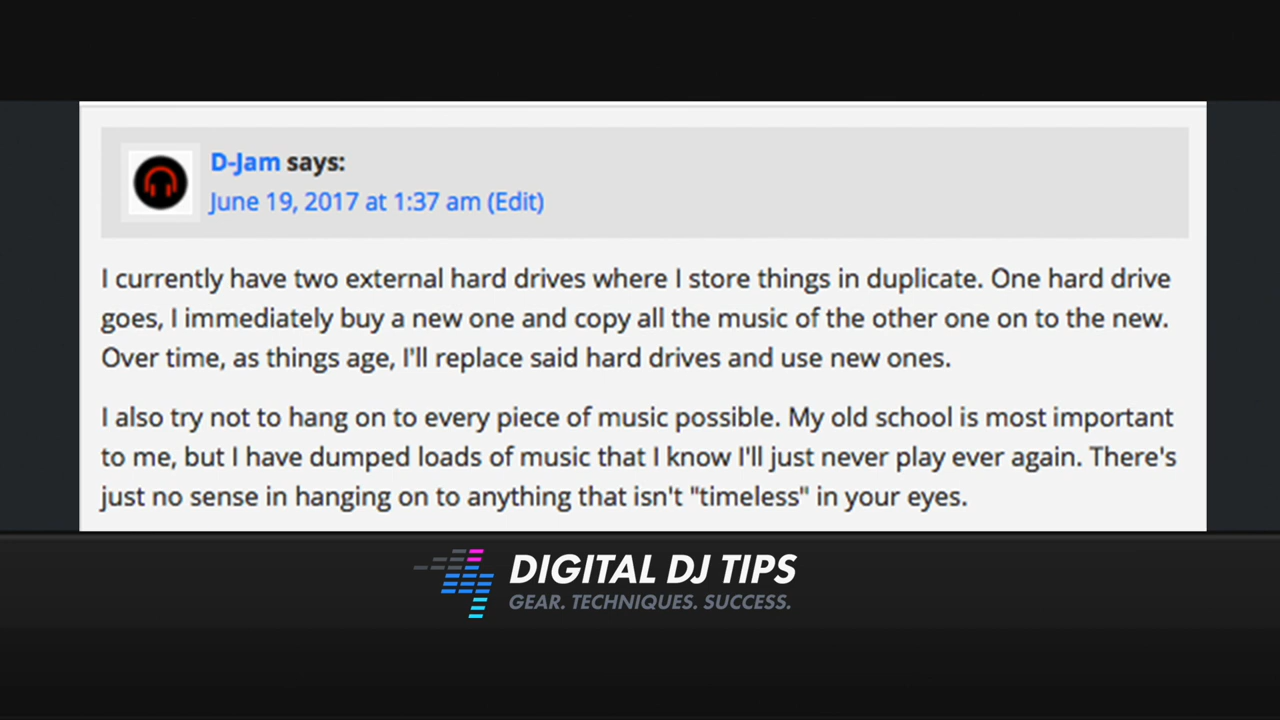 D-Jam says:
June 19, 2017 at 1:37 am (Edit)
I currently have two external hard drives where I store things in duplicate. One hard drive
goes, I immediately buy a new one and copy all the music of the other one on to the new.
Over time, as things age, I'll replace said hard drives and use new ones.
I also try not to hang on to every piece of music possible. My old school is most important
to me, but I have dumped loads of music that I know I'll just never play ever again. There's
just no sense in hanging on to anything that isn't "timeless" in your eyes.
DIGITAL DJ TIPS
GEAR. TECHNIQUES. SUCCESS.